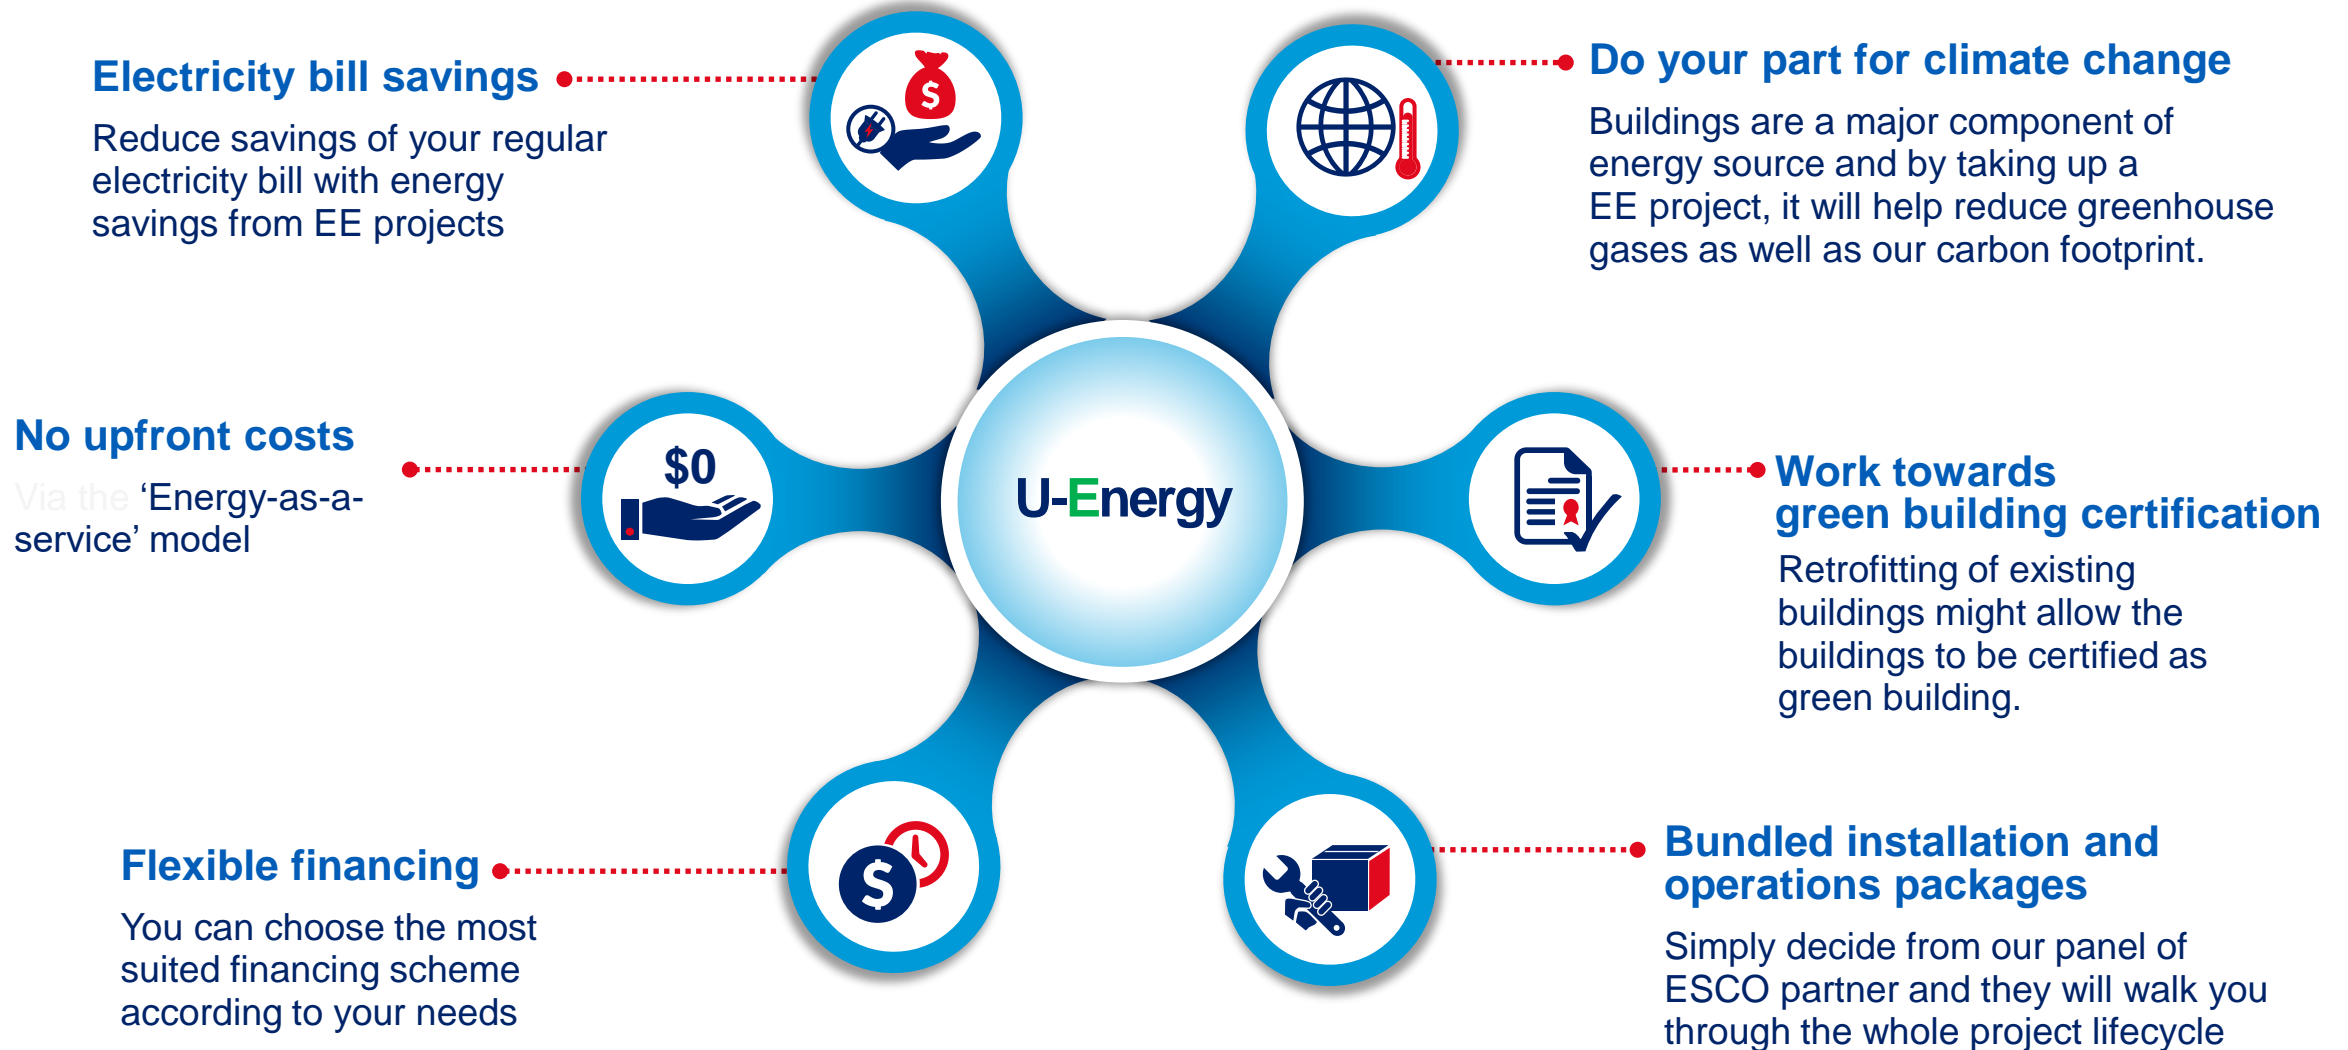 Electricity bill savings
Reduce savings of your regular
electricity bill with energy
savings from EE projects
No upfront costs
Via the ‘Energy-as-a-
service’ model
Flexible financing
You can choose the most
suited financing scheme
according to your needs
$
$0
$
U-Energy
Do your part for climate change
Buildings are a major component of
energy source and by taking up a
EE project, it will help reduce greenhouse
gases as well as our carbon footprint.
Work towards
green building certification
Retrofitting of existing
buildings might allow the
buildings to be certified as
green building.
Bundled installation and
operations packages
Simply decide from our panel of
ESCO partner and they will walk you
through the whole project lifecycle